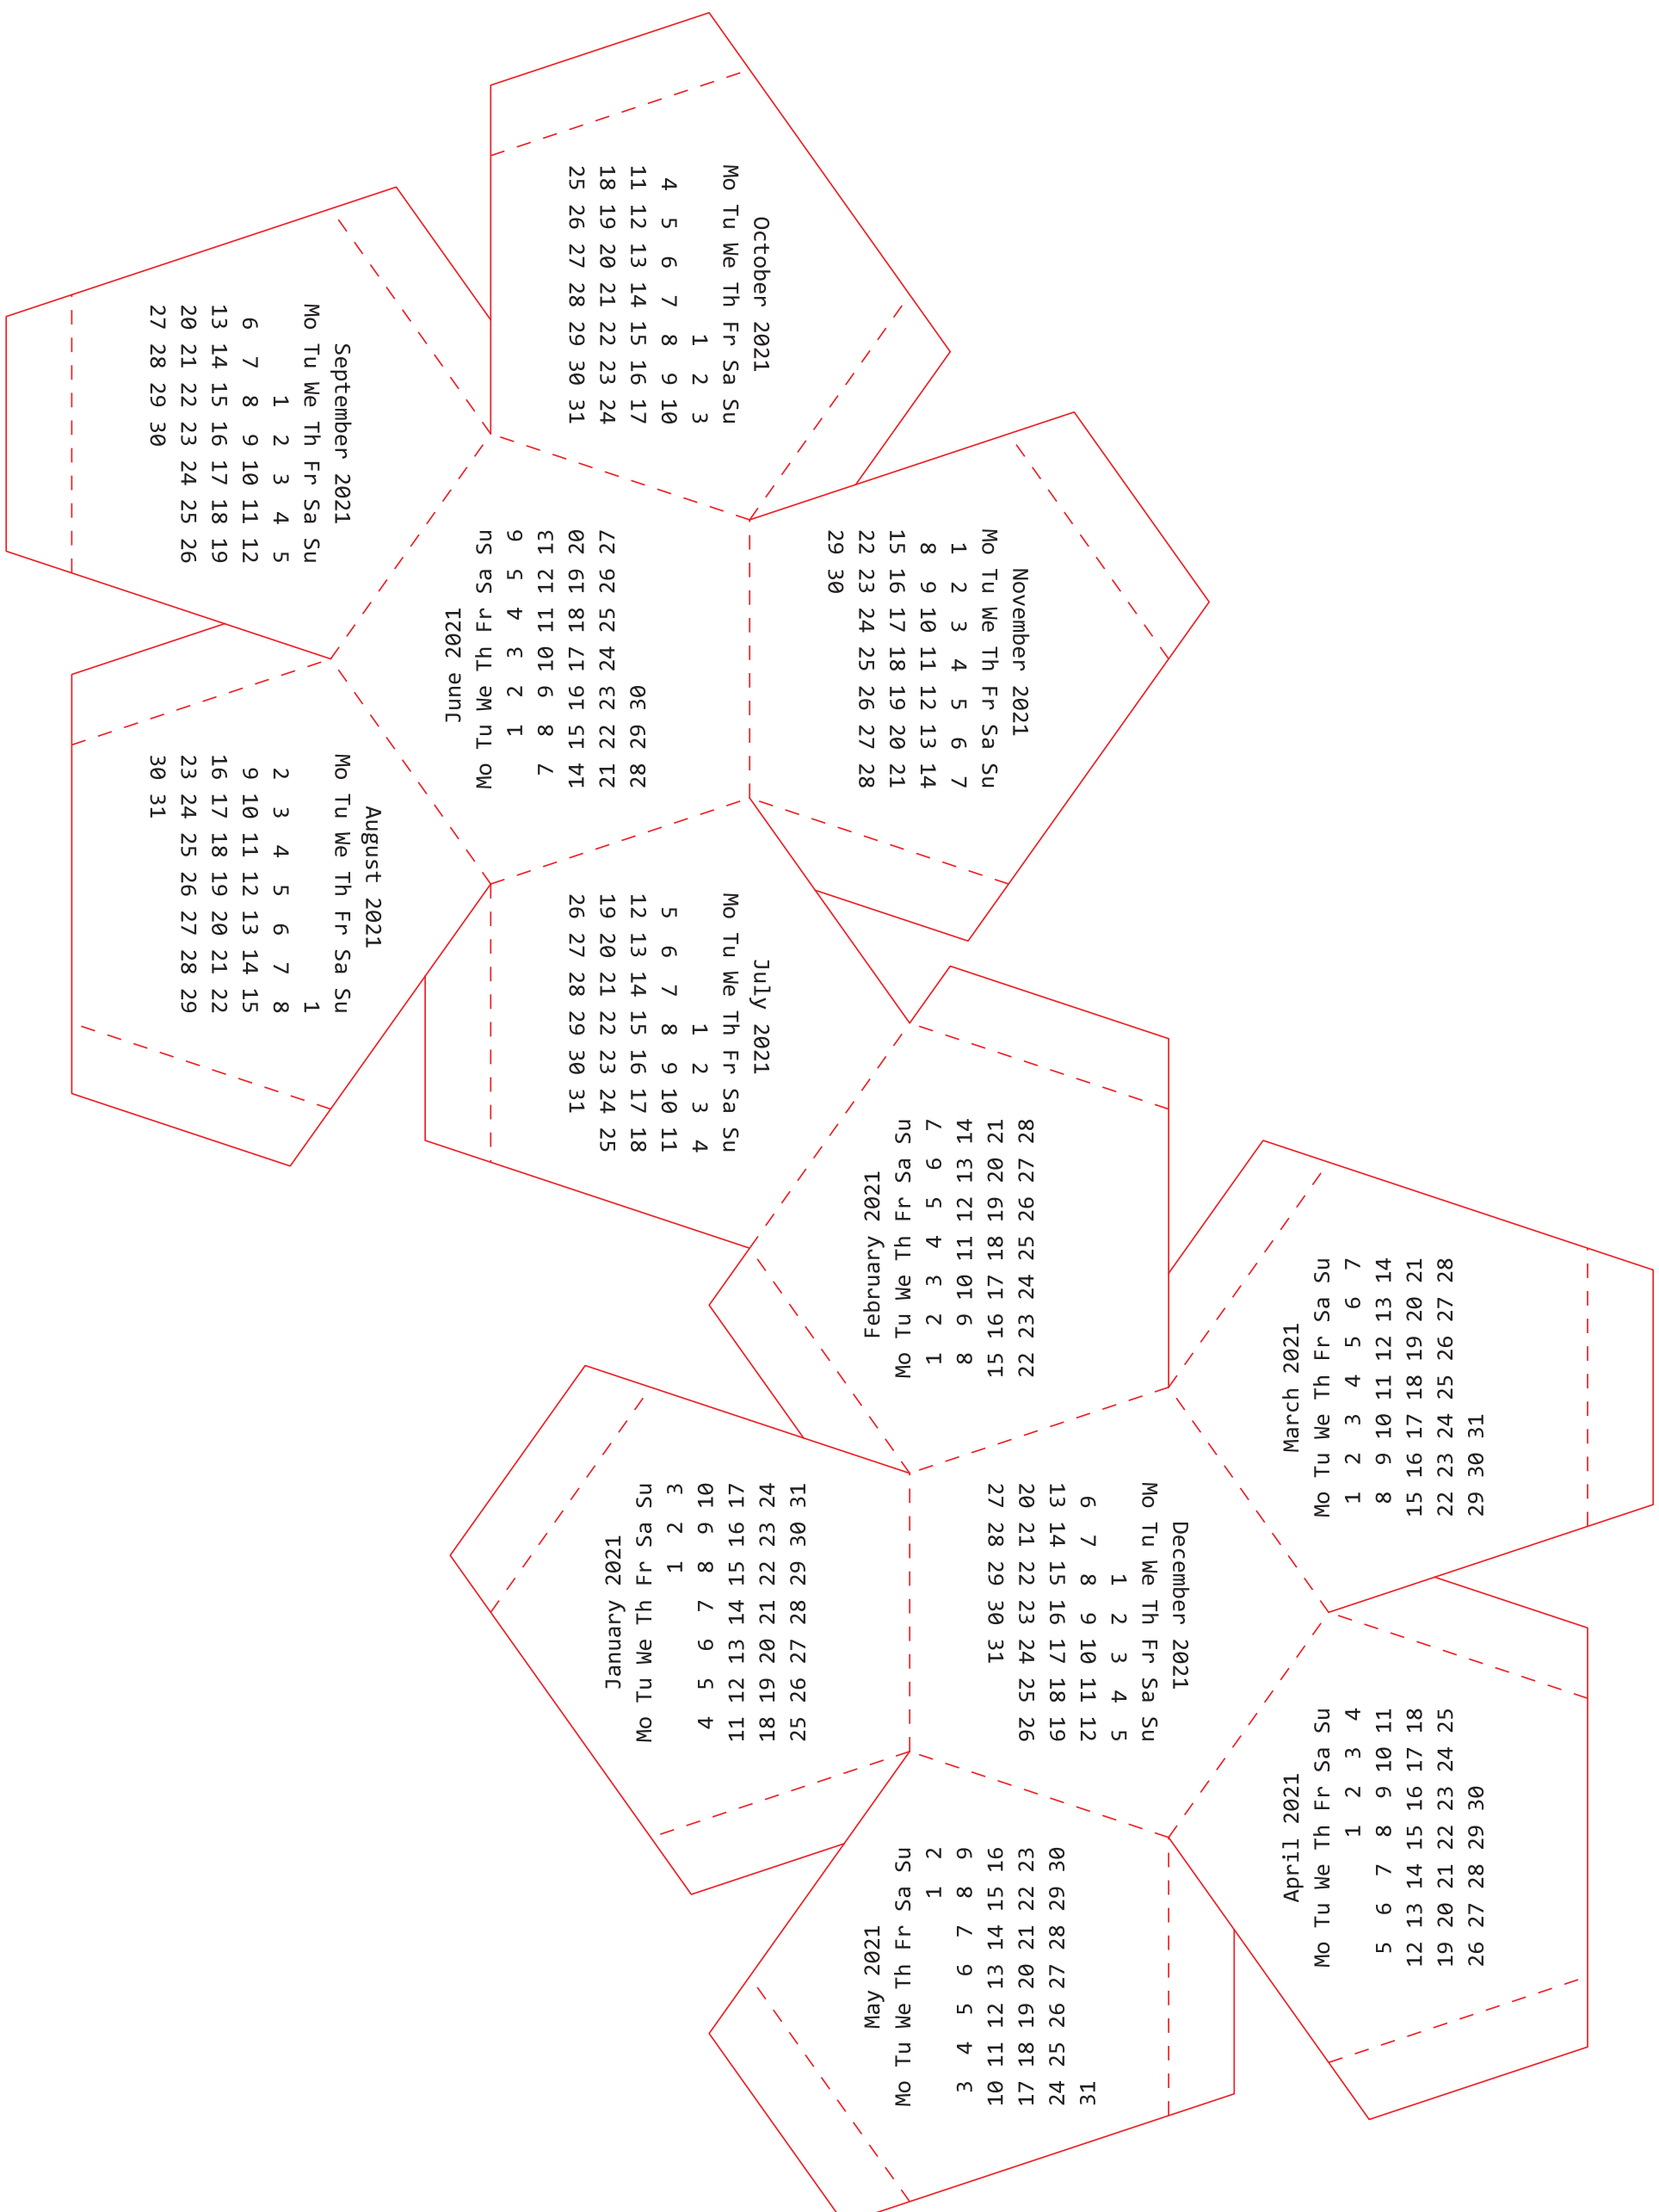 October 2021
Mo Tu We Th Fr Sa Su
1 2 3
4 5 6 7 8 9 10
11 12 13 14 15 16 17
18 19 20 21 22 23 24
25 26 27 28 29 30 31
September 2021
Mo Tu We Th Fr Sa Su
1 2 3 4 5
6 7 8 9 10 11 12
13 14 15 16 17 18 19
20 21 22 23 24 25 26
27 28 29 30
November 2021
Mo Tu We Th Fr Sa Su
1 2 3 4 5 6 7
8 9 10 11 12 13 14
15 16 17 18 19 20 21
22 23 24 25 26 27 28
29 30
June 2021
Mo Tu We Th Fr Sa Su
1 2 3 4 5 6
7 8 9 10 11 12 13
14 15 16 17 18 19 20
21 22 23 24 25 26 27
28 29 30
August 2021
Mo Tu We Th Fr Sa Su
1
2 3 4 5 6 7 8
9 10 11 12 13 14 15
16 17 18 19 20 21 22
23 24 25 26 27 28 29
30 31
July 2021
Mo Tu We Th Fr Sa Su
1 2 3 4
5 6 7 8 9 10 11
12 13 14 15 16 17 18
19 20 21 22 23 24 25
26 27 28 29 30 31
February 2021
Mo Tu We Th Fr Sa Su
1 2 3 4 5 6 7
8 9 10 11 12 13 14
15 16 17 18 19 20 21
22 23 24 25 26 27 28
March 2021
Mo Tu We Th Fr Sa Su
1 2 3 4 5 6 7
8 9 10 11 12 13 14
15 16 17 18 19 20 21
22 23 24 25 26 27 28
29 30 31
January 2021
Mo Tu We Th Fr Sa Su
1 2 3
4 5 6 7 8 9 10
11 12 13 14 15 16 17
18 19 20 21 22 23 24
25 26 27 28 29 30 31
December 2021
Mo Tu We Th Fr Sa Su
1 2 3 4 5
6 7 8 9 10 11 12
13 14 15 16 17 18 19
20 21 22 23 24 25 26
27 28 29 30 31
April 2021
Mo Tu We Th Fr Sa Su
1 2 3 4
5 6 7 8 9 10 11
12 13 14 15 16 17 18
19 20 21 22 23 24 25
26 27 28 29 30
May 2021
Mo Tu We Th Fr Sa Su
1 2
3 4 5 6 7 8 9
10 11 12 13 14 15 16
17 18 19 20 21 22 23
24 25 26 27 28 29 30
31